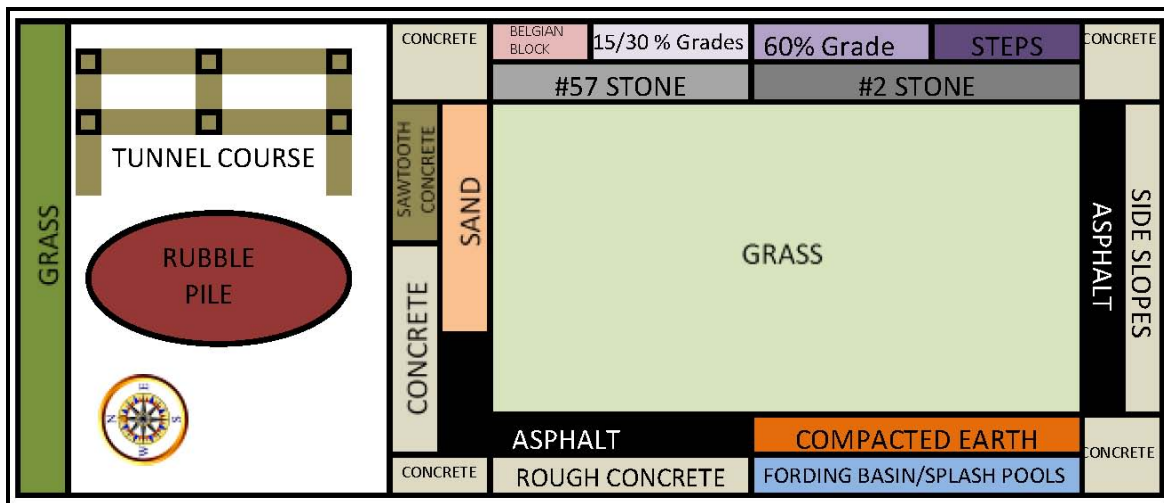 CONCRETE
BELGIAN
BLOCK
15/30 % Grades
60% Grade
STEPS
CONCRETE
#57 STONE
#2 STONE
TUNNEL COURSE
SAWTOOTH
CONCRETE
SAND
GRASS
RUBBLE
PILE
GRASS
ASPHALT
SIDE SLOPES
CONCRETE
E
N
S
W
ASPHALT
COMPACTED EARTH
CONCRETE
CONCRETE
ROUGH CONCRETE
FORDING BASIN/SPLASH POOLS